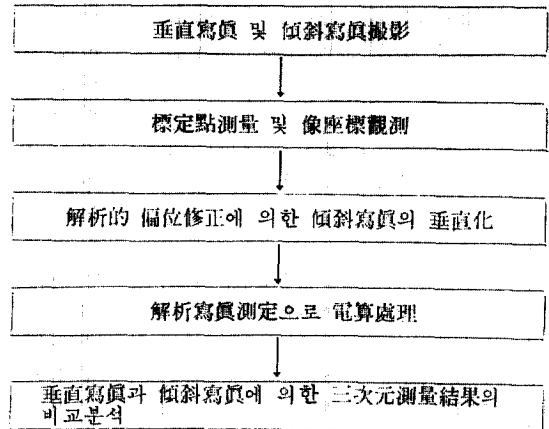 垂直寫眞 및 傾斜寫眞撮影
標定點測量 및 像座標觀測
解析的 偏位修正에 의한 傾斜寫眞의 垂直化
解析寫眞測定으로 電算處理
垂直寫眞과 傾斜寫眞에 의한 三次元測量結果의
비교분석